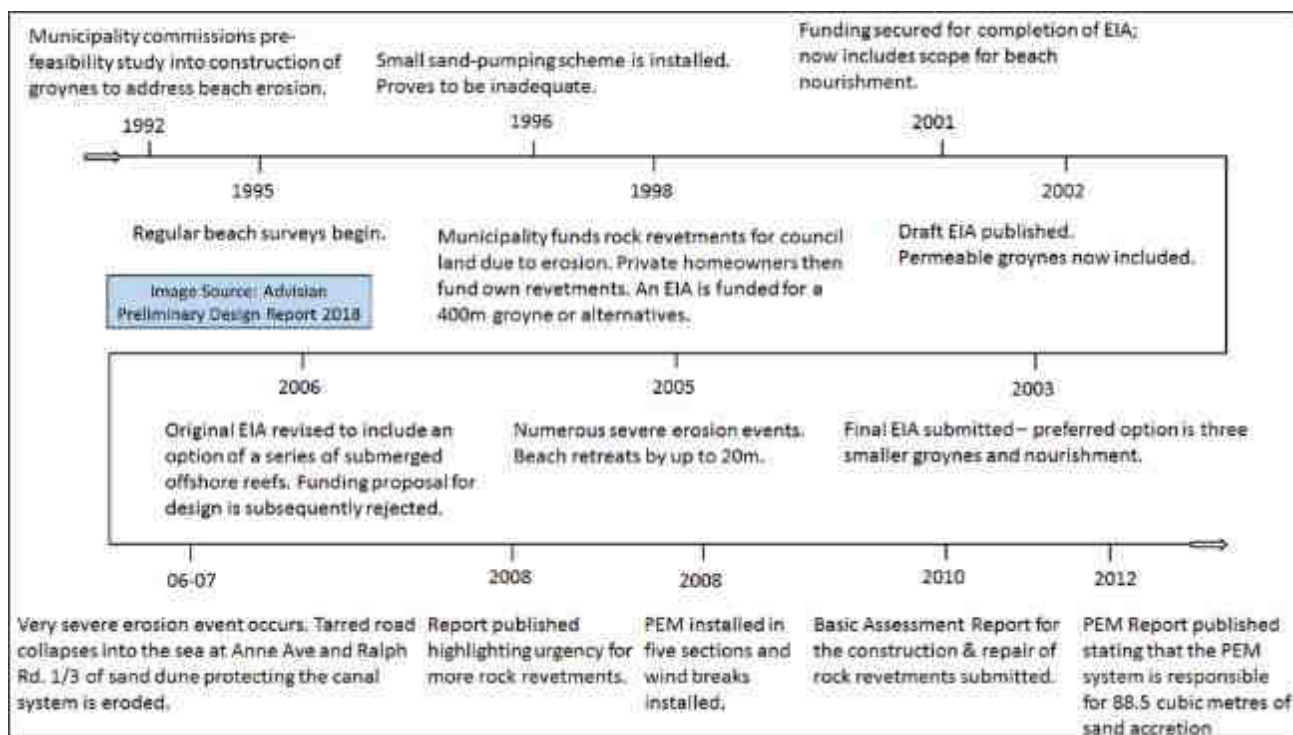 Municipality commissions pre-
feasibility study into construction of
groynes to address beach erosion.
1992
Small sand-pumping scheme is installed.
Proves to be inadequate.
1996
Funding secured for completion of EIA;
now includes scope for beach
nourishment.
2001
1995
Regular beach surveys begin.
1998
Municipality funds rock revetments for council
land due to erosion. Private homeowners then
fund own revetments. An EIA is funded for a
400m groyne or alternatives.
2002
Draft EIA published.
Permeable groynes now included.
Image Source: Advisian
Preliminary Design Report 2018
2006
Original EIA revised to include an
option of a series of submerged
offshore reefs. Funding proposal for
design is subsequently rejected.
2005
Numerous severe erosion events.
Beach retreats by up to 20m.
2003
Final EIA submitted – preferred option is three
smaller groynes and nourishment.
06-07
Very severe erosion event occurs. Tarred road
collapses into the sea at Anne Ave and Ralph
Rd. 1/3 of sand dune protecting the canal
system is eroded.
2008
Report published
highlighting urgency for
more rock revetments.
2008
PEM installed in
five sections and
wind breaks
installed.
2010
Basic Assessment Report for
the construction & repair of
rock revetments submitted.
2012
PEM Report published
stating that the PEM
system is responsible
for 88.5 cubic metres of
sand accretion